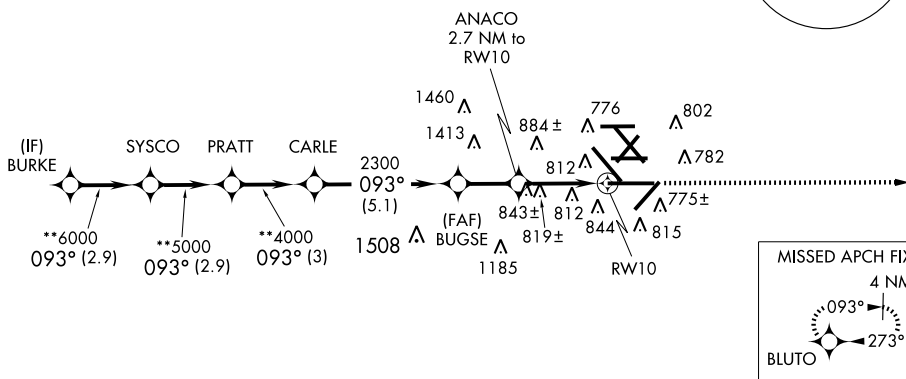 ANACO
2.7 NM to
RW10
1460
1413
884±
776
802
(IF)
BURKE
SYSCO
PRATT
CARLE
2300
093°
(5.1)
812
782
**6000
093° (2.9)
**5000
093° (2.9)
**4000
093° (3)
1508
(FAF)
BUGSE
1185
843±
819±
812
844
815
775±
RW10
MISSED APCH FIX
4 NM
093°
273°
BLUTO